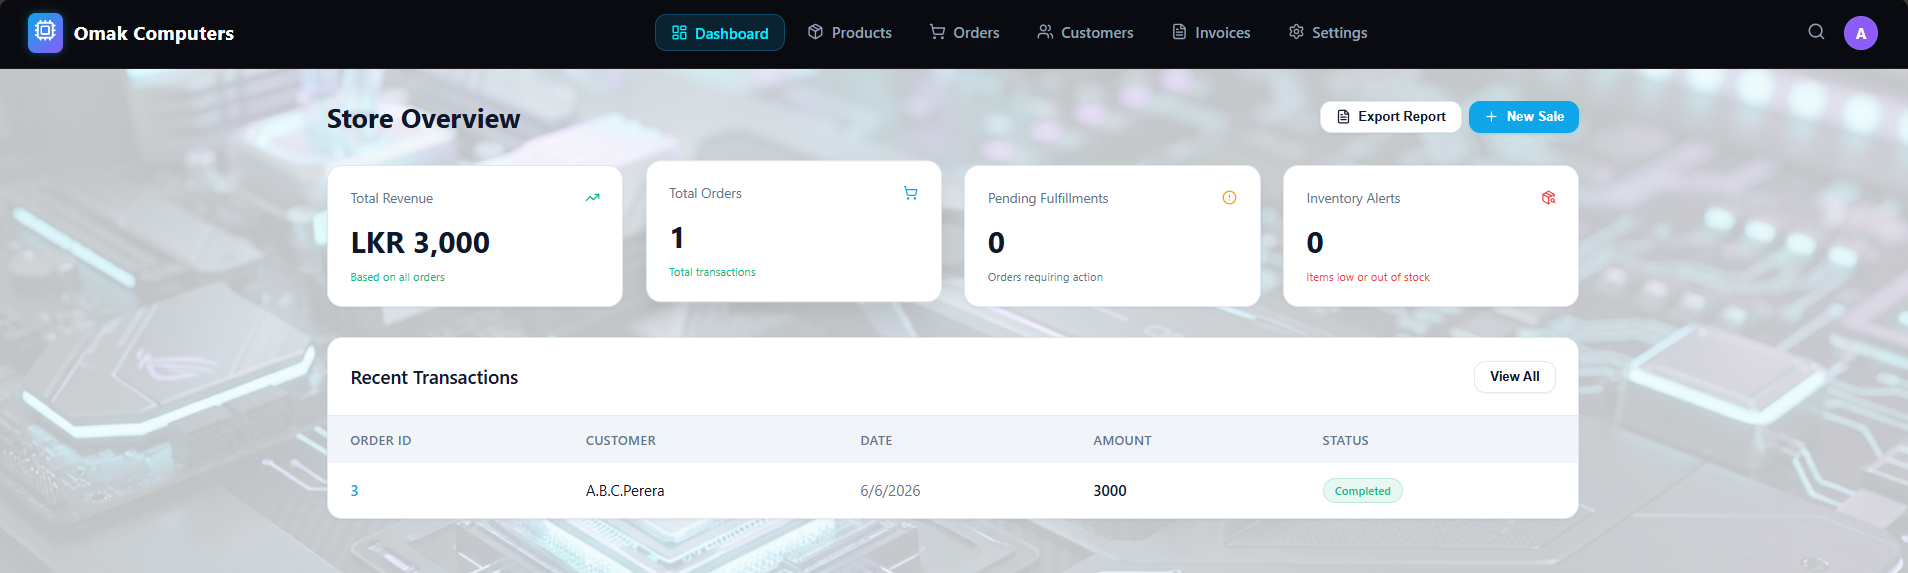 Omak Computers
Dashboard
Products
Orders
Customers
Invoices
Settings
A
Store Overview
Export Report
New Sale
Total Revenue
LKR 3,000
Based on all orders
Total Orders
1
Total transactions
Pending Fulfillments
0
Orders requiring action
Inventory Alerts
0
Items low or out of stock
Recent Transactions
View All
ORDER ID CUSTOMER DATE AMOUNT STATUS
3 A.B.C.Perera 6/6/2026 3000 Completed